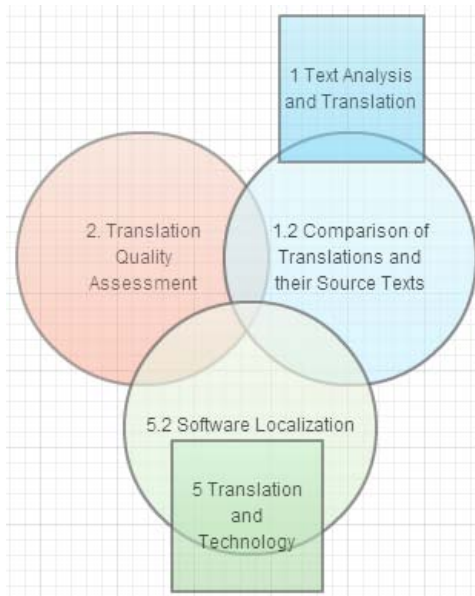 1 Text Analysis
and Translation
2. Translation
Quality
Assessment
1.2 Comparison of
Translations and
their Source Texts
5.2 Software Localization
5 Translation
and
Technology